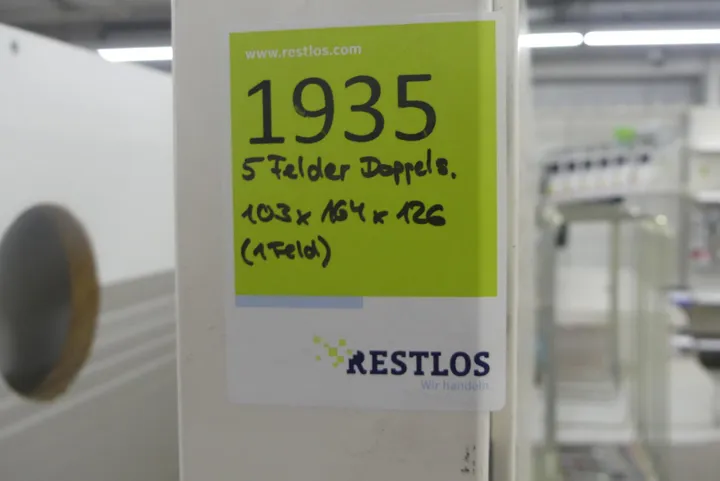 www.restlos.com
1935
5 Felder Doppels.
103 x 164 x 126
(1 Feld)
RESTLOS
Wir handeln